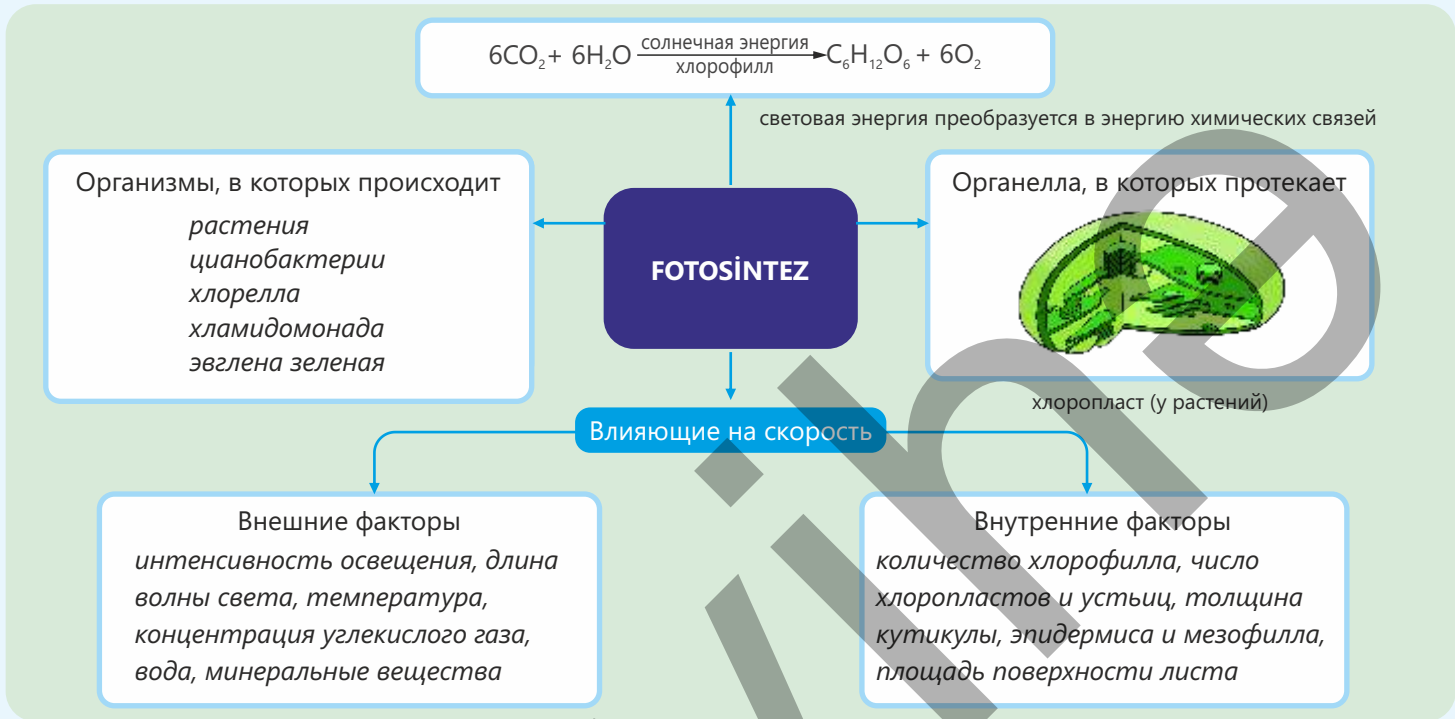 6CO₂ + 6H₂O солнечная энергия хлорофилл C₆H₁₂O₆ + 6O₂
световая энергия преобразуется в энергию химических связей
Организмы, в которых происходит
растения
цианобактерии
хлорелла
хламидомонада
эвглена зеленая
FOTOSİNTEZ
Органелла, в которых протекает
хлоропласт (у растений)
Влияющие на скорость
Внешние факторы
интенсивность освещения, длина
волны света, температура,
концентрация углекислого газа,
вода, минеральные вещества
Внутренние факторы
количество хлорофилла, число
хлоропластов и устьиц, толщина
кутикулы, эпидермиса и мезофилла,
площадь поверхности листа